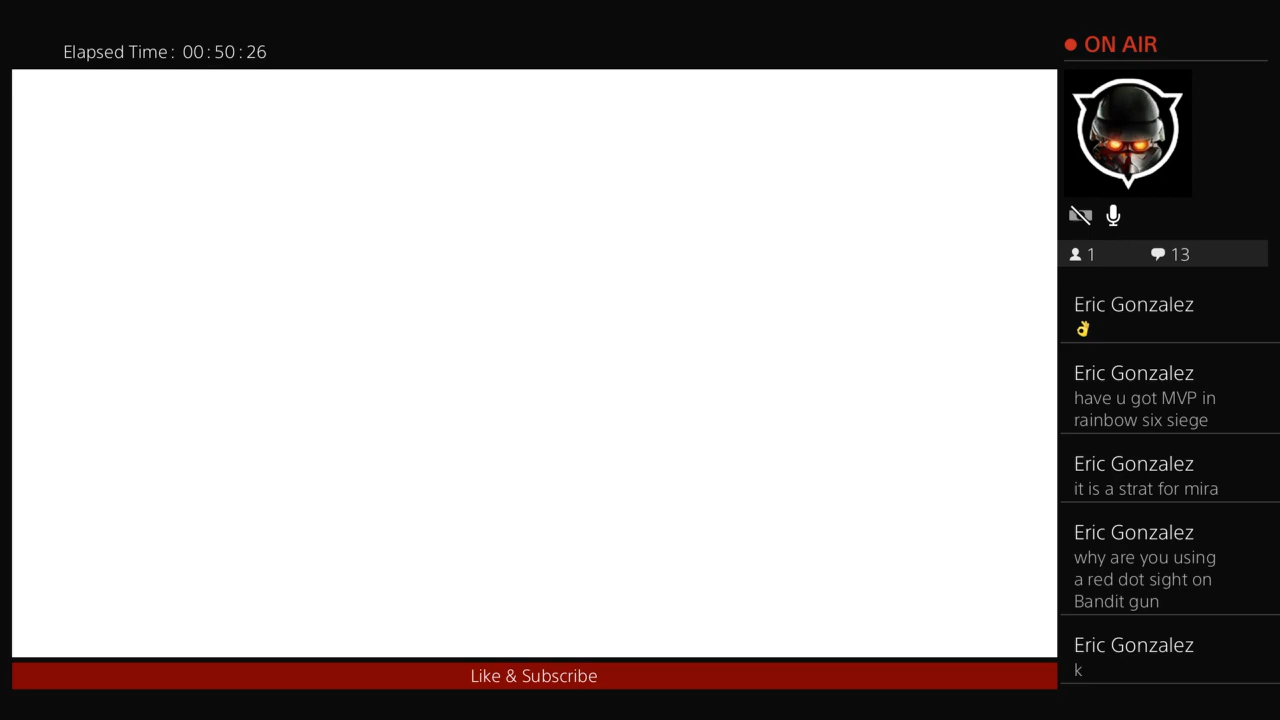 Elapsed Time: 00:50:26
ON AIR
1 13
Eric Gonzalez
👌
Eric Gonzalez
have u got MVP in
rainbow six siege
Eric Gonzalez
it is a strat for mira
Eric Gonzalez
why are you using
a red dot sight on
Bandit gun
Eric Gonzalez
k
Like & Subscribe